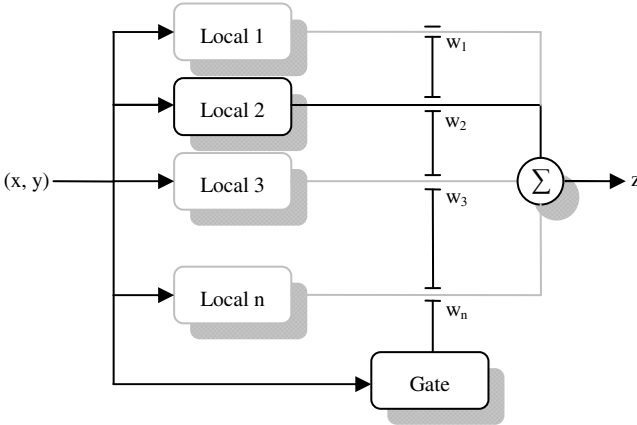 Local 1
w₁
Local 2
w₂
(x, y)
Local 3
Σ
z
w₃
Local n
wₙ
Gate